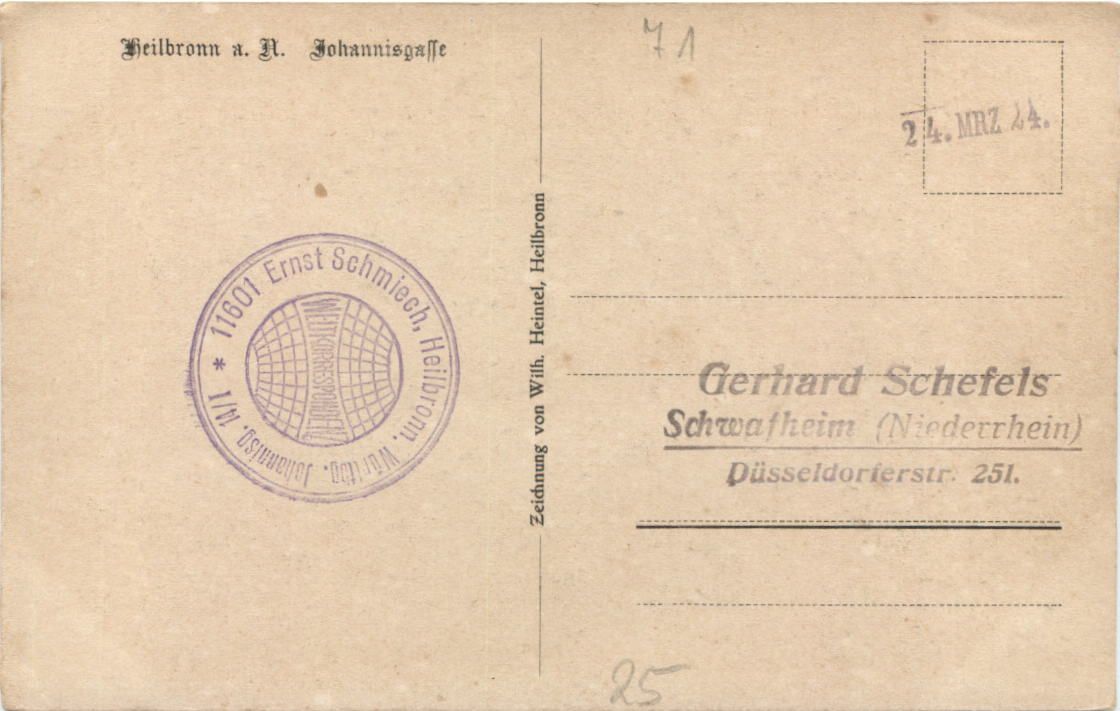 Heilbronn a. N. Johannisgasse
71
24. MRZ 24.
* 11601 Ernst Schmiech, Heilbronn, Württbg. Johannisg. 14/I
WELTKORRESPONDENZ
Zeichnung von Wilh. Heintel, Heilbronn
Gerhard Schefels
Schwafheim (Niederrhein)
Düsseldorferstr. 251.
25